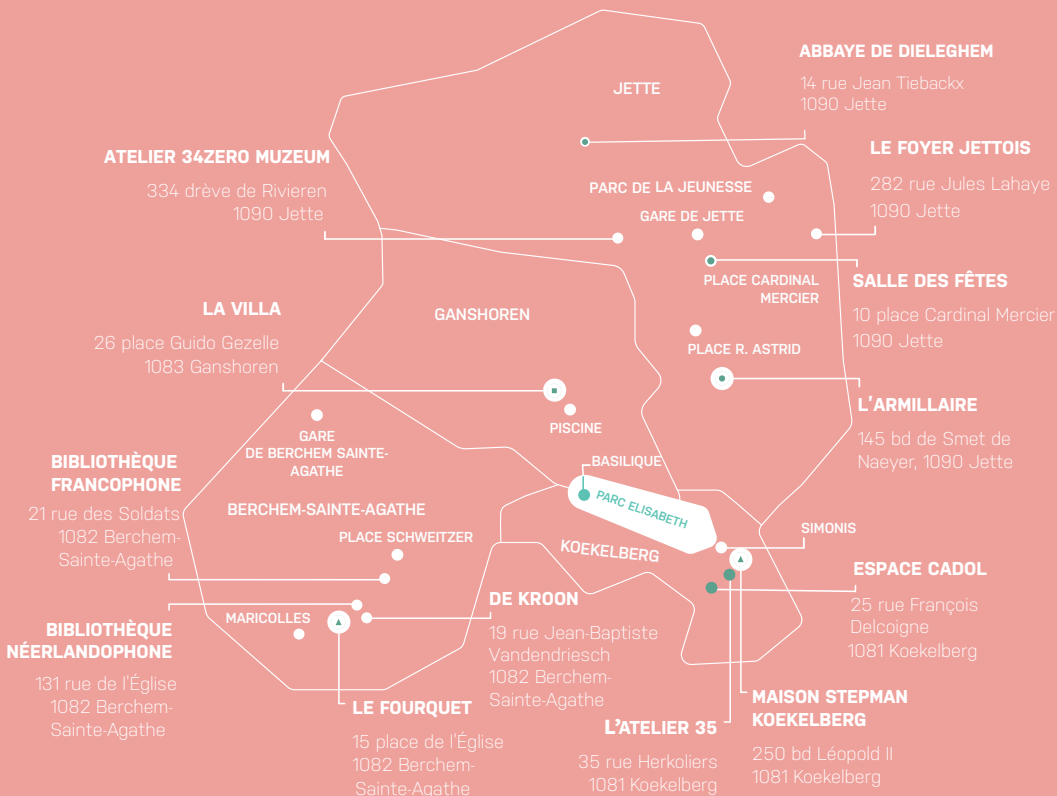 ABBAYE DE DIELEGHEM
14 rue Jean Tiebackx
1090 Jette
JETTE
ATELIER 34ZERO MUZEUM
334 drève de Rivieren
1090 Jette
LE FOYER JETTOIS
282 rue Jules Lahaye
1090 Jette
PARC DE LA JEUNESSE
GARE DE JETTE
PLACE CARDINAL
MERCIER
SALLE DES FÊTES
10 place Cardinal Mercier
1090 Jette
LA VILLA
26 place Guido Gezelle
1083 Ganshoren
GANSHOREN
PLACE R. ASTRID
PISCINE
L'ARMILLAIRE
145 bd de Smet de
Naeyer, 1090 Jette
GARE
DE BERCHEM SAINTE-
AGATHE
BASILIQUE
PARC ELISABETH
BIBLIOTHÈQUE
FRANCOPHONE
21 rue des Soldats
1082 Berchem-
Sainte-Agathe
BERCHEM-SAINTE-AGATHE
PLACE SCHWEITZER
KOEKELBERG
SIMONIS
ESPACE CADOL
25 rue François
Delcoigne
1081 Koekelberg
BIBLIOTHÈQUE
NÉERLANDOPHONE
131 rue de l'Église
1082 Berchem-
Sainte-Agathe
MARICOLLES
DE KROON
19 rue Jean-Baptiste
Vandendriesch
1082 Berchem-
Sainte-Agathe
LE FOURQUET
15 place de l'Église
1082 Berchem-
Sainte-Agathe
L'ATELIER 35
35 rue Herkoliers
1081 Koekelberg
MAISON STEPMAN
KOEKELBERG
250 bd Léopold II
1081 Koekelberg